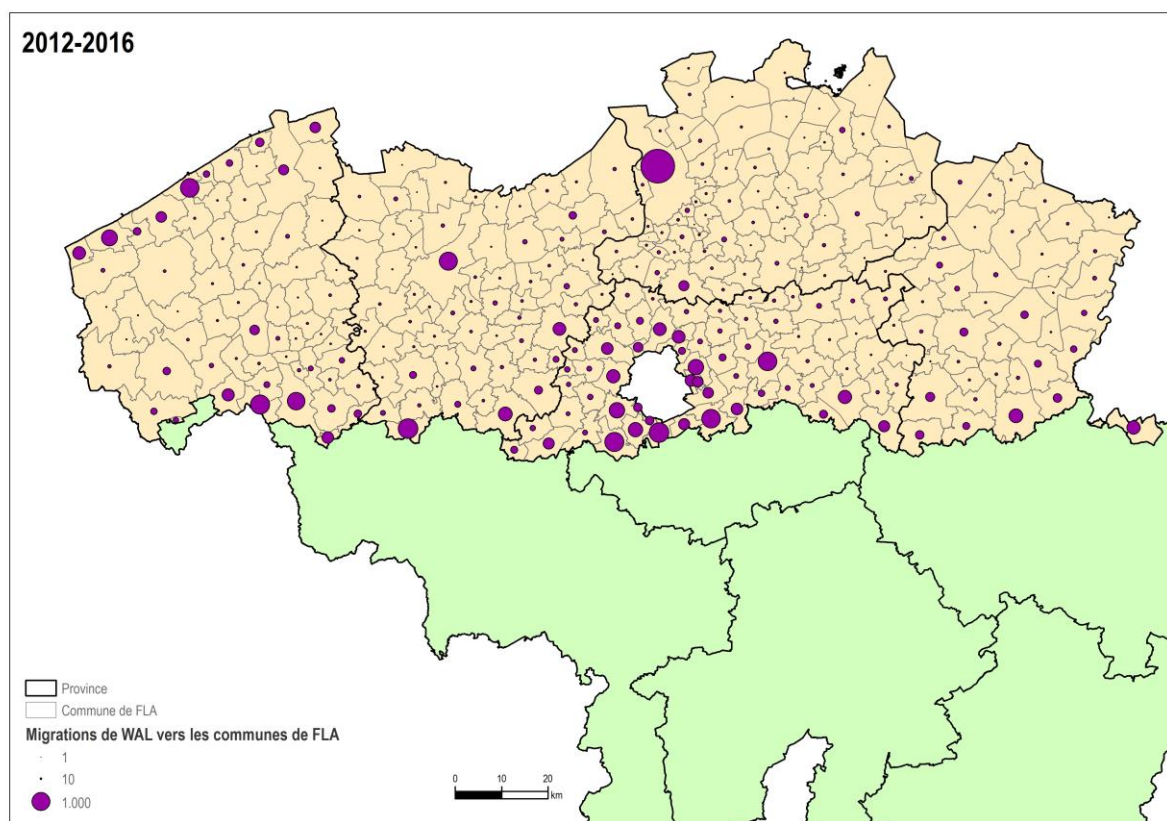 2012-2016
Province
Commune de FLA
Migrations de WAL vers les communes de FLA
1
10
1.000
0 10 20
km